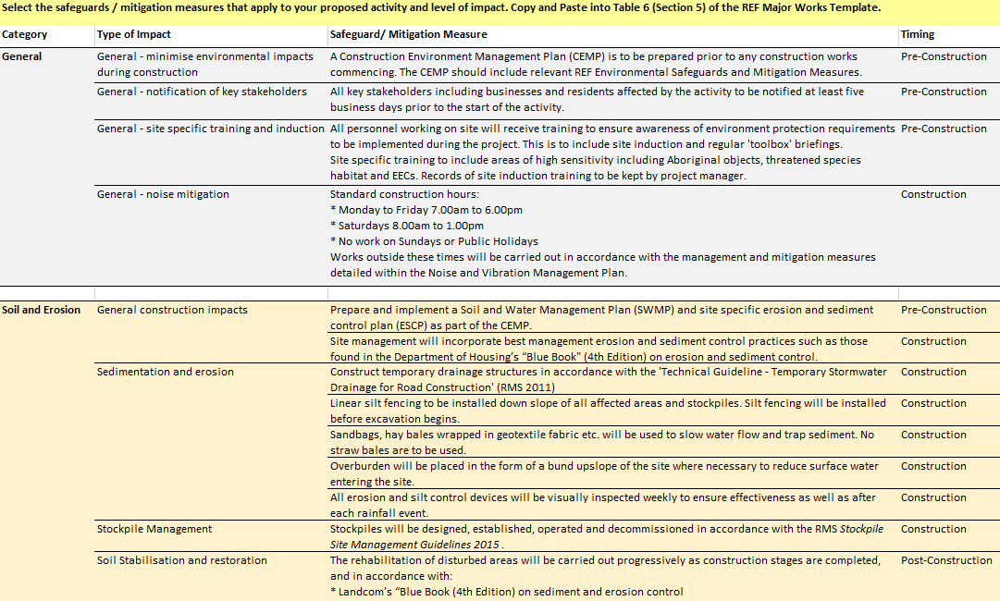 Select the safeguards / mitigation measures that apply to your proposed activity and level of impact. Copy and Paste into Table 6 (Section 5) of the REF Major Works Template.
Category Type of Impact Safeguard/ Mitigation Measure Timing
General General - minimise environmental impacts during construction A Construction Environment Management Plan (CEMP) is to be prepared prior to any construction works Pre-Construction
commencing. The CEMP should include relevant REF Environmental Safeguards and Mitigation Measures.
General - notification of key stakeholders All key stakeholders including businesses and residents affected by the activity to be notified at least five Pre-Construction
business days prior to the start of the activity.
General - site specific training and induction All personnel working on site will receive training to ensure awareness of environment protection requirements Pre-Construction
to be implemented during the project. This is to include site induction and regular 'toolbox' briefings.
Site specific training to include areas of high sensitivity including Aboriginal objects, threatened species
habitat and EECs. Records of site induction training to be kept by project manager.
General - noise mitigation Standard construction hours: Construction
* Monday to Friday 7.00am to 6.00pm
* Saturdays 8.00am to 1.00pm
* No work on Sundays or Public Holidays
Works outside these times will be carried out in accordance with the management and mitigation measures
detailed within the Noise and Vibration Management Plan.
Soil and Erosion General construction impacts Prepare and implement a Soil and Water Management Plan (SWMP) and site specific erosion and sediment Pre-Construction
control plan (ESCP) as part of the CEMP.
Site management will incorporate best management erosion and sediment control practices such as those Construction
found in the Department of Housing's “Blue Book" (4th Edition) on erosion and sediment control.
Sedimentation and erosion Construct temporary drainage structures in accordance with the 'Technical Guideline - Temporary Stormwater Construction
Drainage for Road Construction' (RMS 2011)
Linear silt fencing to be installed down slope of all affected areas and stockpiles. Silt fencing will be installed Construction
before excavation begins.
Sandbags, hay bales wrapped in geotextile fabric etc. will be used to slow water flow and trap sediment. No Construction
straw bales are to be used.
Overburden will be placed in the form of a bund upslope of the site where necessary to reduce surface water Construction
entering the site.
All erosion and silt control devices will be visually inspected weekly to ensure effectiveness as well as after Construction
each rainfall event.
Stockpile Management Stockpiles will be designed, established, operated and decommissioned in accordance with the RMS Stockpile Construction
Site Management Guidelines 2015 .
Soil Stabilisation and restoration The rehabilitation of disturbed areas will be carried out progressively as construction stages are completed, Post-Construction
and in accordance with:
* Landcom's “Blue Book (4th Edition) on sediment and erosion control